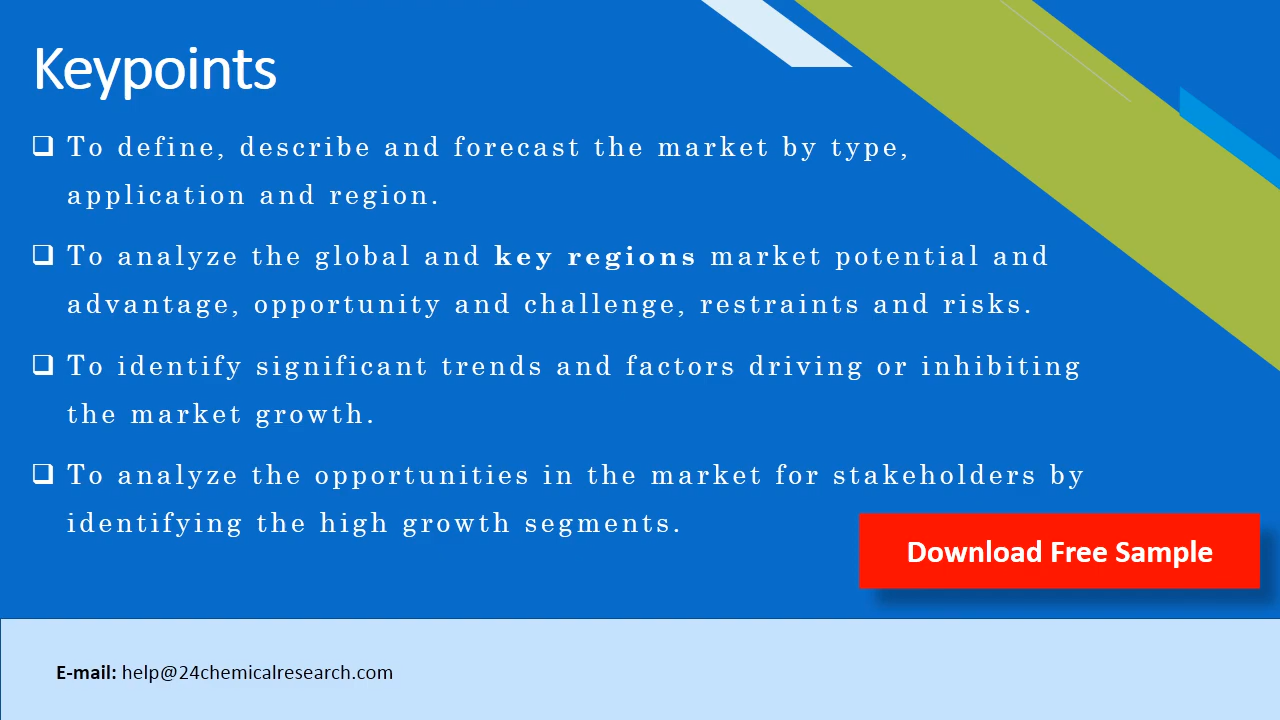 Keypoints
❑ To define, describe and forecast the market by type,
application and region.
❑ To analyze the global and key regions market potential and
advantage, opportunity and challenge, restraints and risks.
❑ To identify significant trends and factors driving or inhibiting
the market growth.
❑ To analyze the opportunities in the market for stakeholders by
identifying the high growth segments.
Download Free Sample
E-mail: help@24chemicalresearch.com